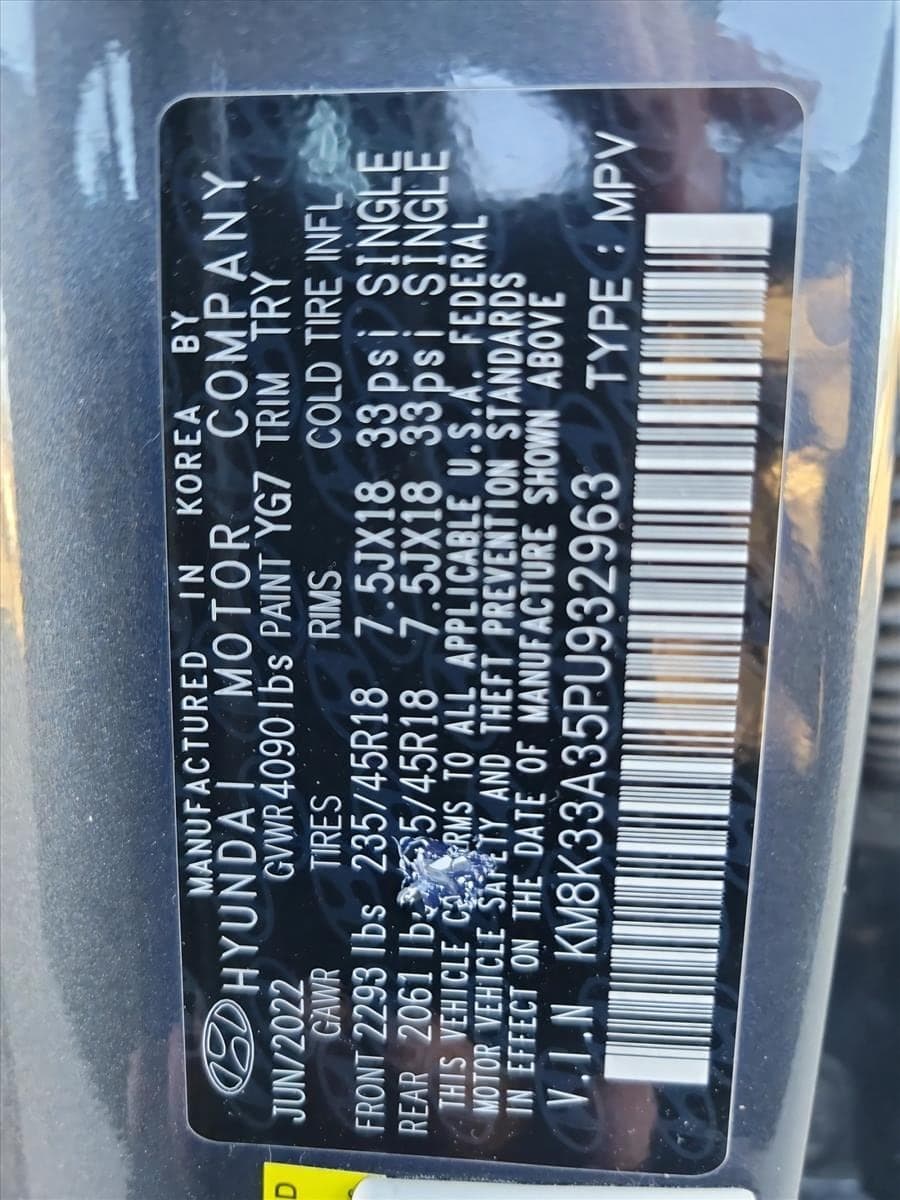 MANUFACTURED IN KOREA BY
HYUNDAI MOTOR COMPANY
JUN/2022 GVWR 4090 lbs PAINT YG7 TRIM TRY
GAWR TIRES RIMS COLD TIRE INFL
FRONT 2293 lbs 235/45R18 7.5JX18 33 psi SINGLE
REAR 2061 5/45R18 7.5JX18 33 psi SINGLE
THIS VEHICLE TO ALL APPLICABLE U.S.A. FEDERAL
MOTOR VEHICLE SAFETY AND THEFT PREVENTION STANDARDS
IN EFFECT ON THE DATE OF MANUFACTURE SHOWN ABOVE
V.I.N KM8K33A35PU932963 TYPE : MPV
D